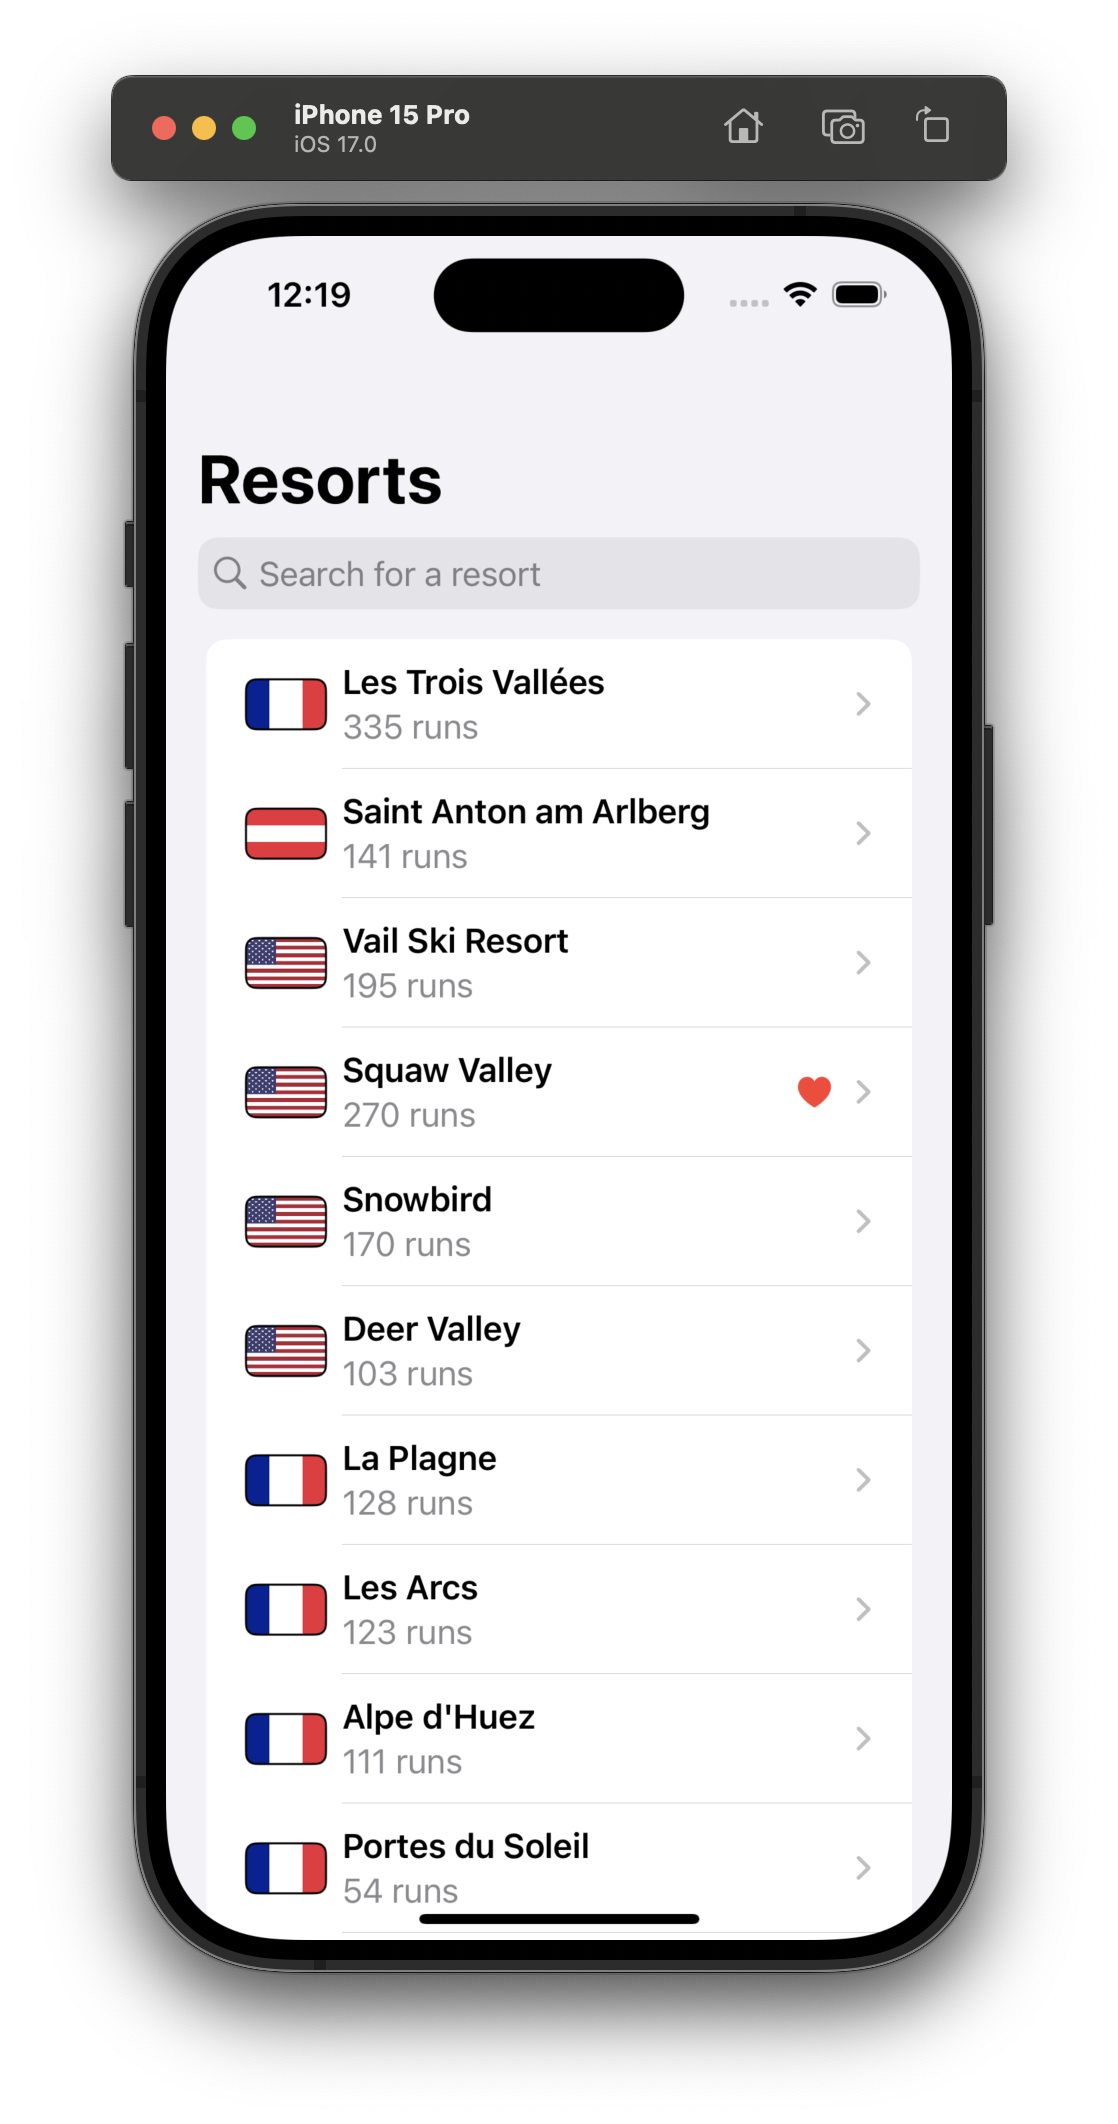 iPhone 15 Pro
iOS 17.0
12:19
Resorts
Search for a resort
Les Trois Vallées
335 runs
Saint Anton am Arlberg
141 runs
Vail Ski Resort
195 runs
Squaw Valley
270 runs
Snowbird
170 runs
Deer Valley
103 runs
La Plagne
128 runs
Les Arcs
123 runs
Alpe d'Huez
111 runs
Portes du Soleil
54 runs